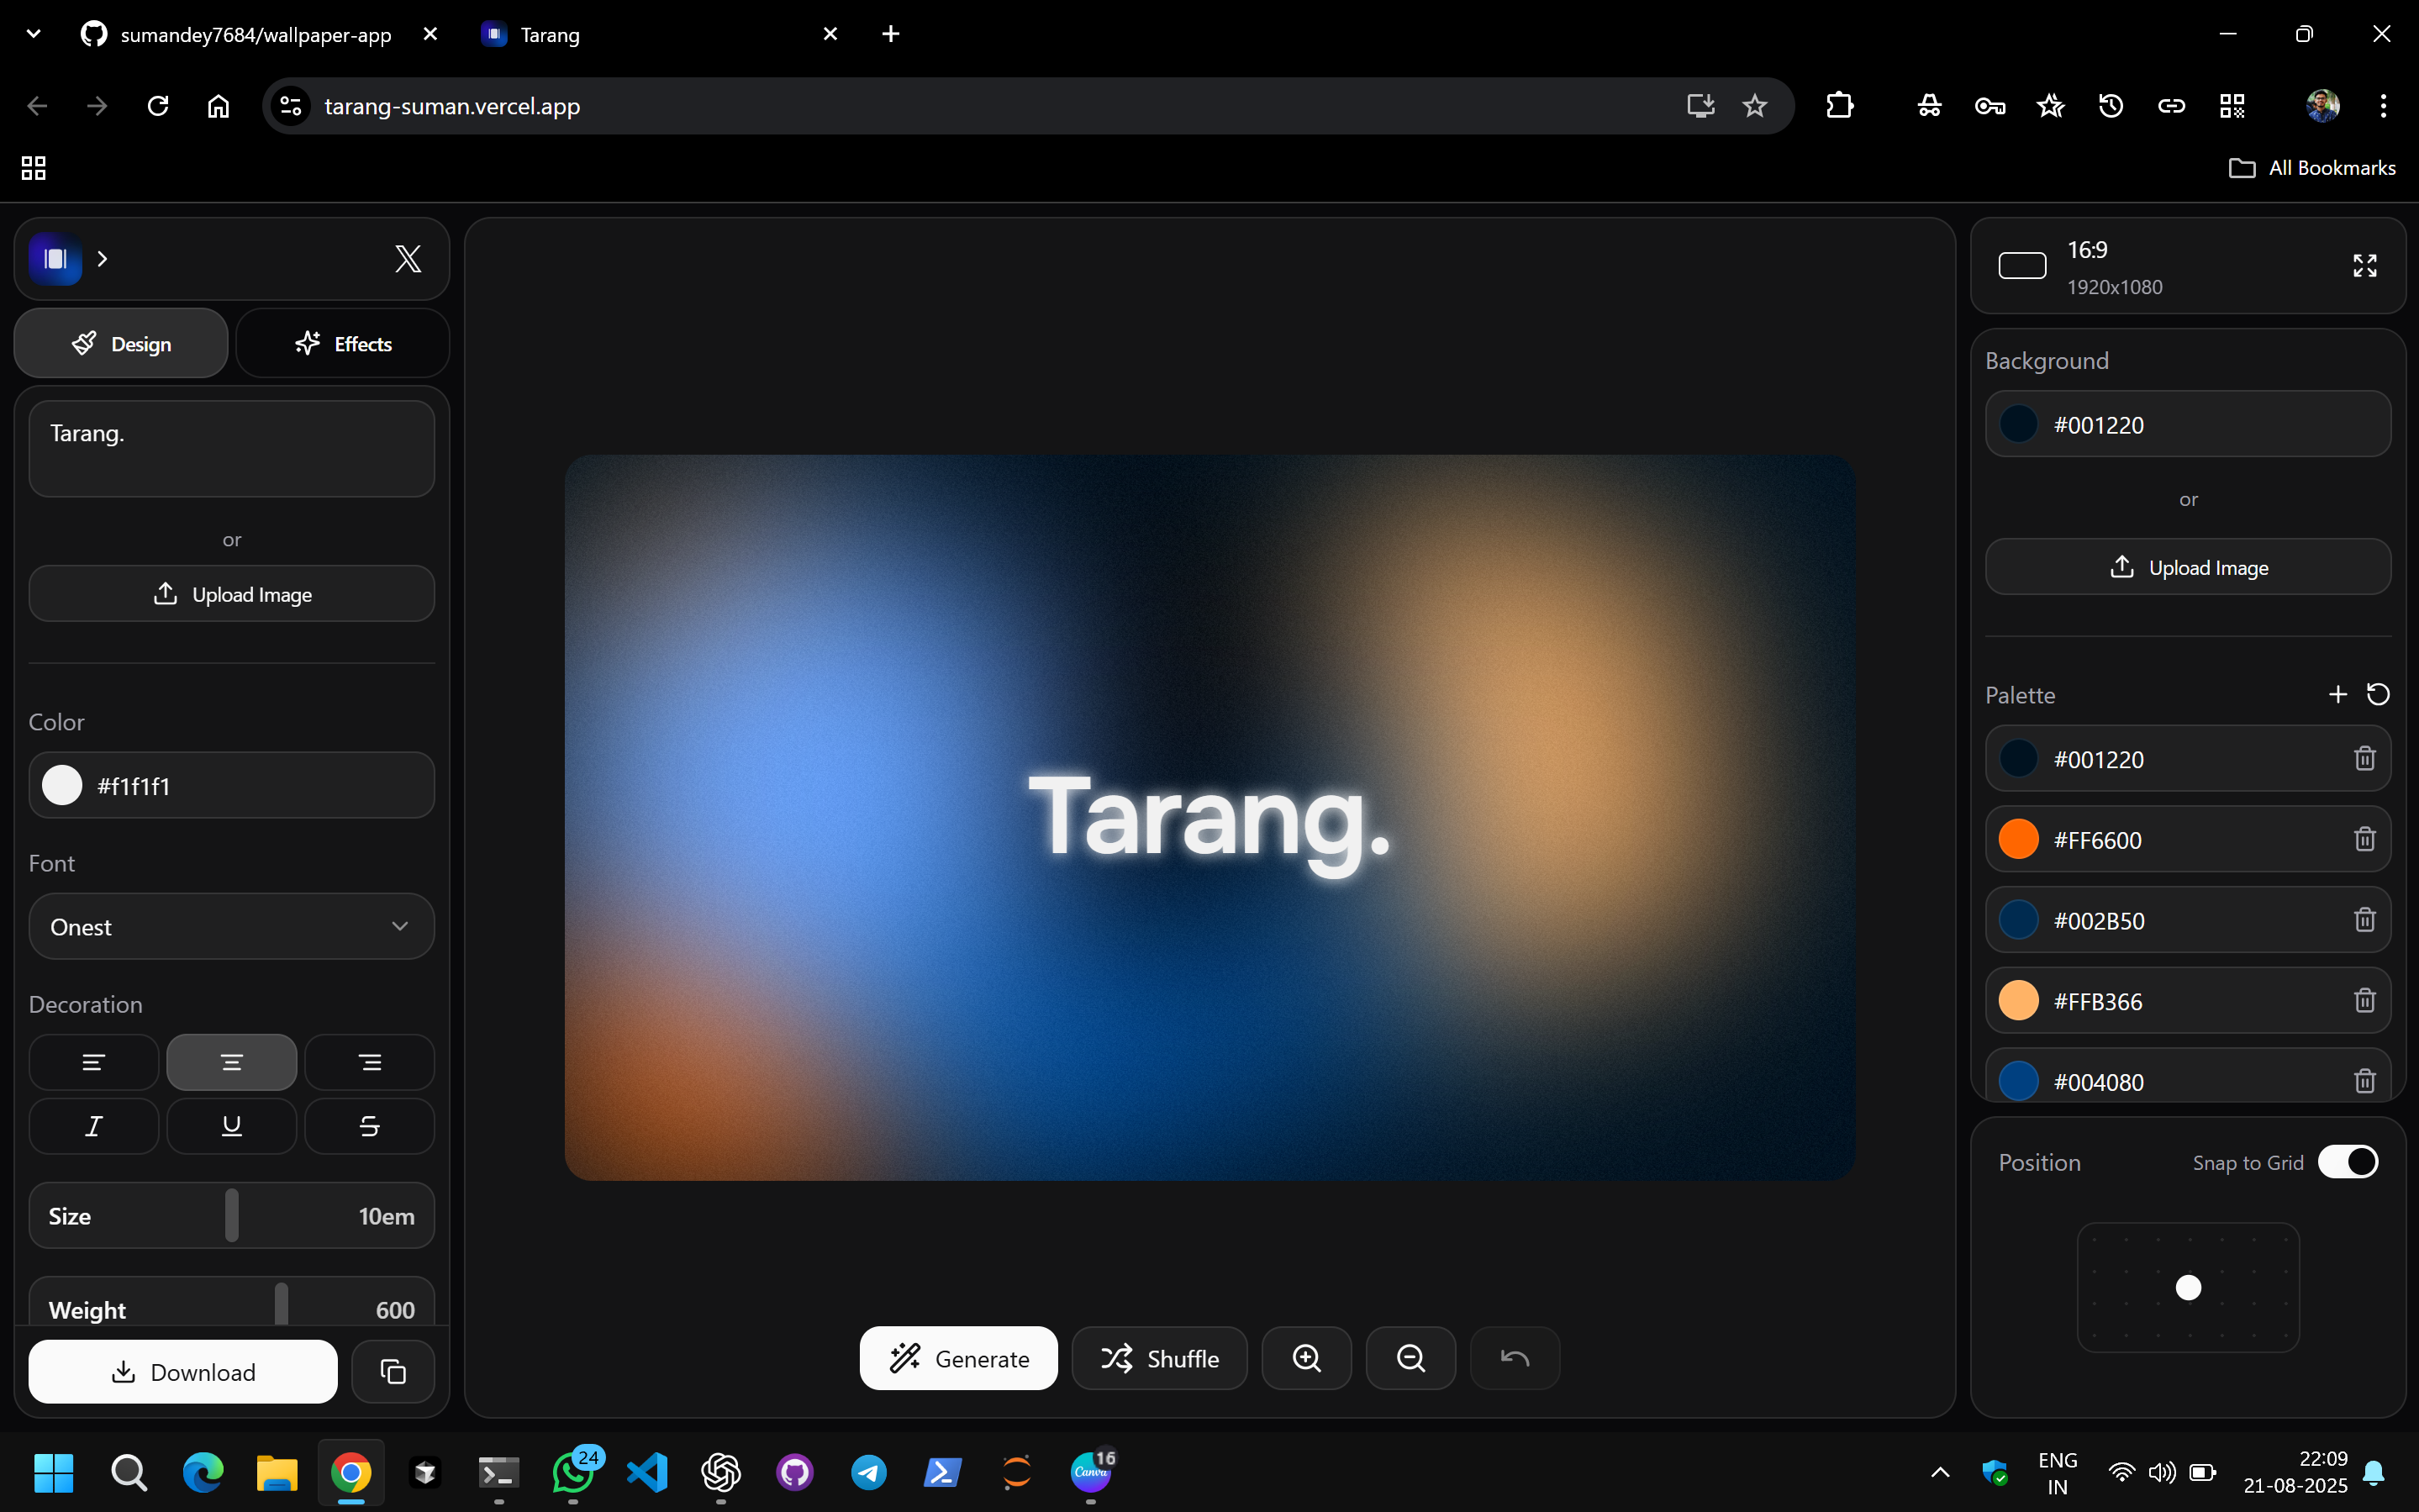 sumandey7684/wallpaper-app
Tarang
tarang-suman.vercel.app
All Bookmarks
Design
Effects
Tarang.
or
Upload Image
Color
#f1f1f1
Font
Onest
Decoration
Size 10em
Weight 600
Download
Tarang.
Generate
Shuffle
16:9
1920x1080
Background
#001220
or
Upload Image
Palette
#001220
#FF6600
#002B50
#FFB366
#004080
Position Snap to Grid
24
Canva
16
ENG
IN
22:09
21-08-2025